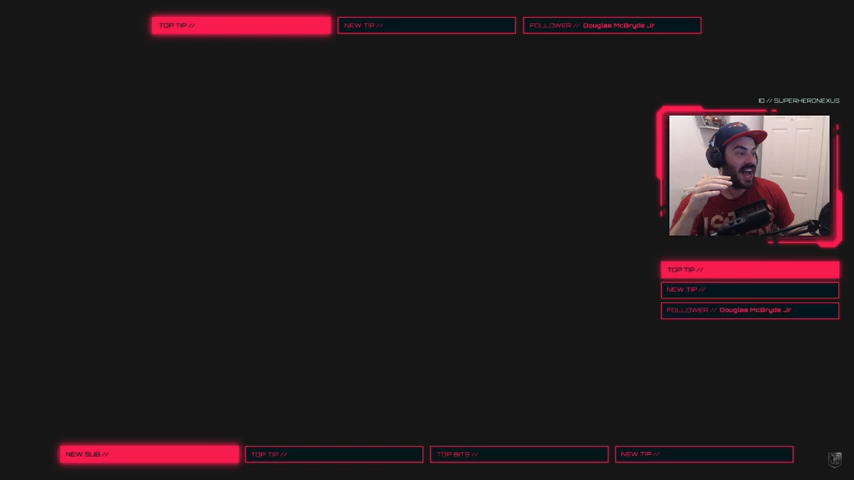 TOP TIP //
NEW TIP //
FOLLOWER // Douglas McBryde Jr
ID // SUPERHERONEXUS
TOP TIP //
NEW TIP //
FOLLOWER // Douglas McBryde Jr
NEW SUB //
TOP TIP //
TOP BITS //
NEW TIP //